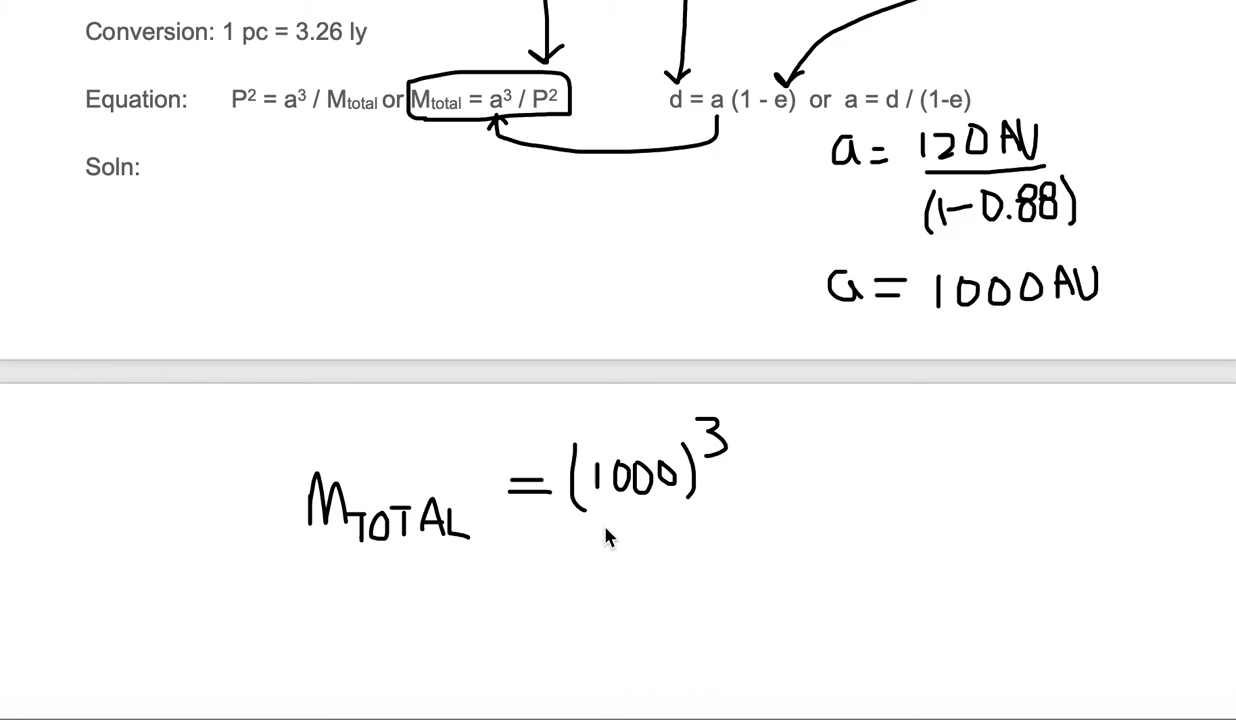 Conversion: 1 pc = 3.26 ly
Equation: P² = a³ / Mtotal or Mtotal = a³ / P² d = a (1 - e) or a = d / (1-e)
a = 120 AU
(1-0.88)
Soln:
a = 1000 AU
MTOTAL = (1000)³